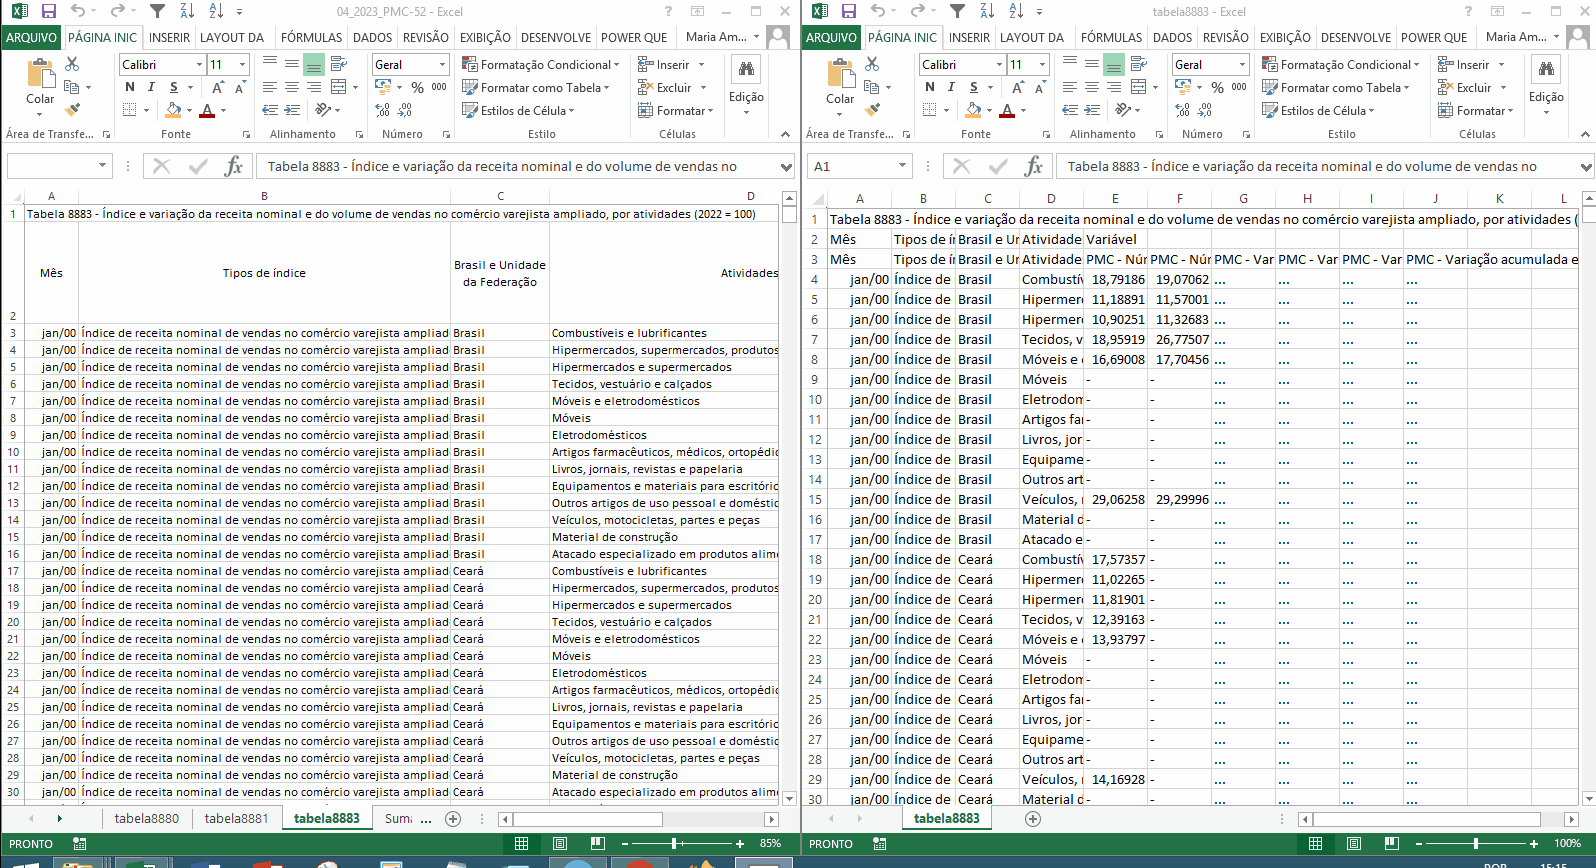 04_2023_PMC-52 - Excel
ARQUIVO PÁGINA INIC INSERIR LAYOUT DA FÓRMULAS DADOS REVISÃO EXIBIÇÃO DESENVOLVE POWER QUE Maria Am...
Colar
Calibri 11
N I S
Geral
% 000
Formatação Condicional
Formatar como Tabela
Estilos de Célula
Inserir
Excluir
Formatar
Edição
Área de Transfe... Fonte Alinhamento Número Estilo Células
fx Tabela 8883 - Índice e variação da receita nominal e do volume de vendas no
A B C D
1 Tabela 8883 - Índice e variação da receita nominal e do volume de vendas no comércio varejista ampliado, por atividades (2022 = 100)
2 Mês Tipos de índice Brasil e Unidade da Federação Atividades
3 jan/00 Índice de receita nominal de vendas no comércio varejista ampliad Brasil Combustíveis e lubrificantes
4 jan/00 Índice de receita nominal de vendas no comércio varejista ampliad Brasil Hipermercados, supermercados, produtos
5 jan/00 Índice de receita nominal de vendas no comércio varejista ampliad Brasil Hipermercados e supermercados
6 jan/00 Índice de receita nominal de vendas no comércio varejista ampliad Brasil Tecidos, vestuário e calçados
7 jan/00 Índice de receita nominal de vendas no comércio varejista ampliad Brasil Móveis e eletrodomésticos
8 jan/00 Índice de receita nominal de vendas no comércio varejista ampliad Brasil Móveis
9 jan/00 Índice de receita nominal de vendas no comércio varejista ampliad Brasil Eletrodomésticos
10 jan/00 Índice de receita nominal de vendas no comércio varejista ampliad Brasil Artigos farmacêuticos, médicos, ortopédic
11 jan/00 Índice de receita nominal de vendas no comércio varejista ampliad Brasil Livros, jornais, revistas e papelaria
12 jan/00 Índice de receita nominal de vendas no comércio varejista ampliad Brasil Equipamentos e materiais para escritório
13 jan/00 Índice de receita nominal de vendas no comércio varejista ampliad Brasil Outros artigos de uso pessoal e doméstic
14 jan/00 Índice de receita nominal de vendas no comércio varejista ampliad Brasil Veículos, motocicletas, partes e peças
15 jan/00 Índice de receita nominal de vendas no comércio varejista ampliad Brasil Material de construção
16 jan/00 Índice de receita nominal de vendas no comércio varejista ampliad Brasil Atacado especializado em produtos alime
17 jan/00 Índice de receita nominal de vendas no comércio varejista ampliad Ceará Combustíveis e lubrificantes
18 jan/00 Índice de receita nominal de vendas no comércio varejista ampliad Ceará Hipermercados, supermercados, produtos
19 jan/00 Índice de receita nominal de vendas no comércio varejista ampliad Ceará Hipermercados e supermercados
20 jan/00 Índice de receita nominal de vendas no comércio varejista ampliad Ceará Tecidos, vestuário e calçados
21 jan/00 Índice de receita nominal de vendas no comércio varejista ampliad Ceará Móveis e eletrodomésticos
22 jan/00 Índice de receita nominal de vendas no comércio varejista ampliad Ceará Móveis
23 jan/00 Índice de receita nominal de vendas no comércio varejista ampliad Ceará Eletrodomésticos
24 jan/00 Índice de receita nominal de vendas no comércio varejista ampliad Ceará Artigos farmacêuticos, médicos, ortopédic
25 jan/00 Índice de receita nominal de vendas no comércio varejista ampliad Ceará Livros, jornais, revistas e papelaria
26 jan/00 Índice de receita nominal de vendas no comércio varejista ampliad Ceará Equipamentos e materiais para escritório
27 jan/00 Índice de receita nominal de vendas no comércio varejista ampliad Ceará Outros artigos de uso pessoal e doméstic
28 jan/00 Índice de receita nominal de vendas no comércio varejista ampliad Ceará Veículos, motocicletas, partes e peças
29 jan/00 Índice de receita nominal de vendas no comércio varejista ampliad Ceará Material de construção
30 jan/00 Índice de receita nominal de vendas no comércio varejista ampliad Ceará Atacado especializado em produtos alime
tabela8880 tabela8881 tabela8883 Suma ...
PRONTO 85%
tabela8883 - Excel
ARQUIVO PÁGINA INIC INSERIR LAYOUT DA FÓRMULAS DADOS REVISÃO EXIBIÇÃO DESENVOLVE POWER QUE Maria Am...
Colar
Calibri 11
N I S
Geral
% 000
Formatação Condicional
Formatar como Tabela
Estilos de Célula
Inserir
Excluir
Formatar
Edição
Área de Transfe... Fonte Alinhamento Número Estilo Células
A1 fx Tabela 8883 - Índice e variação da receita nominal e do volume de vendas no
A B C D E F G H I J K L
1 Tabela 8883 - Índice e variação da receita nominal e do volume de vendas no comércio varejista ampliado, por atividades (
2 Mês Tipos de ín Brasil e Un Atividade Variável
3 Mês Tipos de ín Brasil e Un Atividade PMC - Núm PMC - Núm PMC - Var PMC - Var PMC - Var PMC - Variação acumulada e
4 jan/00 Índice de Brasil Combustív 18,79186 19,07062 ... ... ... ...
5 jan/00 Índice de Brasil Hipermerc 11,18891 11,57001 ... ... ... ...
6 jan/00 Índice de Brasil Hipermerc 10,90251 11,32683 ... ... ... ...
7 jan/00 Índice de Brasil Tecidos, v 18,95919 26,77507 ... ... ... ...
8 jan/00 Índice de Brasil Móveis e e 16,69008 17,70456 ... ... ... ...
9 jan/00 Índice de Brasil Móveis - - ... ... ... ...
10 jan/00 Índice de Brasil Eletrodom - - ... ... ... ...
11 jan/00 Índice de Brasil Artigos far - - ... ... ... ...
12 jan/00 Índice de Brasil Livros, jor - - ... ... ... ...
13 jan/00 Índice de Brasil Equipame - - ... ... ... ...
14 jan/00 Índice de Brasil Outros art - - ... ... ... ...
15 jan/00 Índice de Brasil Veículos, 29,06258 29,29996 ... ... ... ...
16 jan/00 Índice de Brasil Material d - - ... ... ... ...
17 jan/00 Índice de Brasil Atacado e - - ... ... ... ...
18 jan/00 Índice de Ceará Combustív 17,57357 - ... ... ... ...
19 jan/00 Índice de Ceará Hipermerc 11,02265 - ... ... ... ...
20 jan/00 Índice de Ceará Hipermerc 11,81901 - ... ... ... ...
21 jan/00 Índice de Ceará Tecidos, v 12,39163 - ... ... ... ...
22 jan/00 Índice de Ceará Móveis e e 13,93797 - ... ... ... ...
23 jan/00 Índice de Ceará Móveis - - ... ... ... ...
24 jan/00 Índice de Ceará Eletrodom - - ... ... ... ...
25 jan/00 Índice de Ceará Artigos far - - ... ... ... ...
26 jan/00 Índice de Ceará Livros, jor - - ... ... ... ...
27 jan/00 Índice de Ceará Equipame - - ... ... ... ...
28 jan/00 Índice de Ceará Outros art - - ... ... ... ...
29 jan/00 Índice de Ceará Veículos, 14,16928 - ... ... ... ...
30 jan/00 Índice de Ceará Material d - - ... ... ... ...
tabela8883
PRONTO 100%